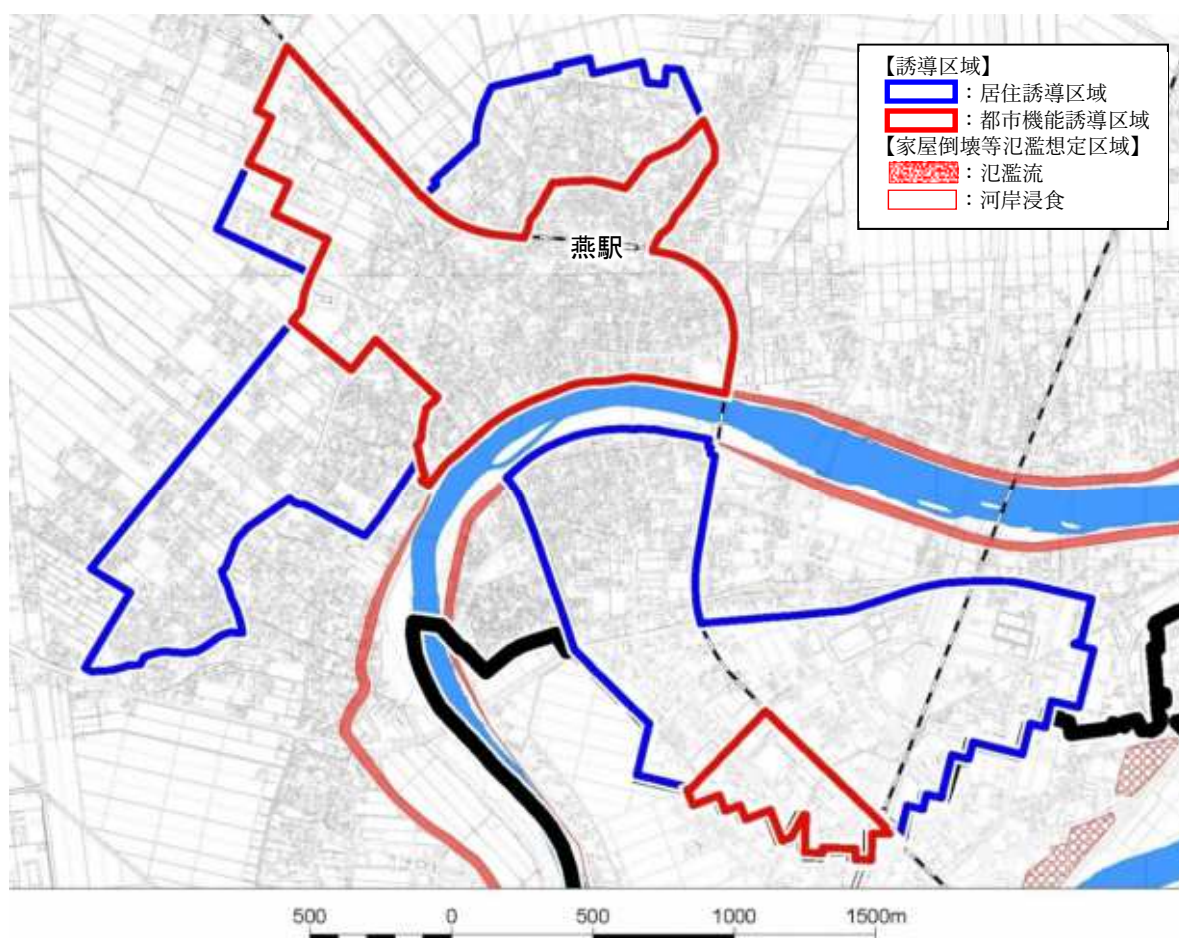 【誘導区域】
：居住誘導区域
：都市機能誘導区域
【家屋倒壊等氾濫想定区域】
：氾濫流
：河岸浸食
燕駅
500 0 500 1000 1500m